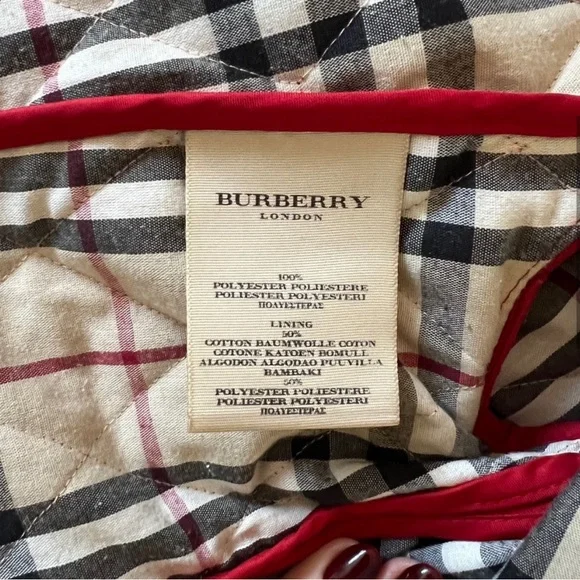 BURBERRY
LONDON
100%
POLYESTER POLIESTERE
POLIESTER POLYESTERI
ΠΟΛΥΕΣΤΕΡΑΣ
LINING
50%
COTTON BAUMWOLLE COTON
COTONE KATOEN BOMULL
ALGODON ALGODAO PUUVILLA
BAMBAKI
50%
POLYESTER POLIESTERE
POLIESTER POLYESTERI
ΠΟΛΥΕΣΤΕΡΑΣ